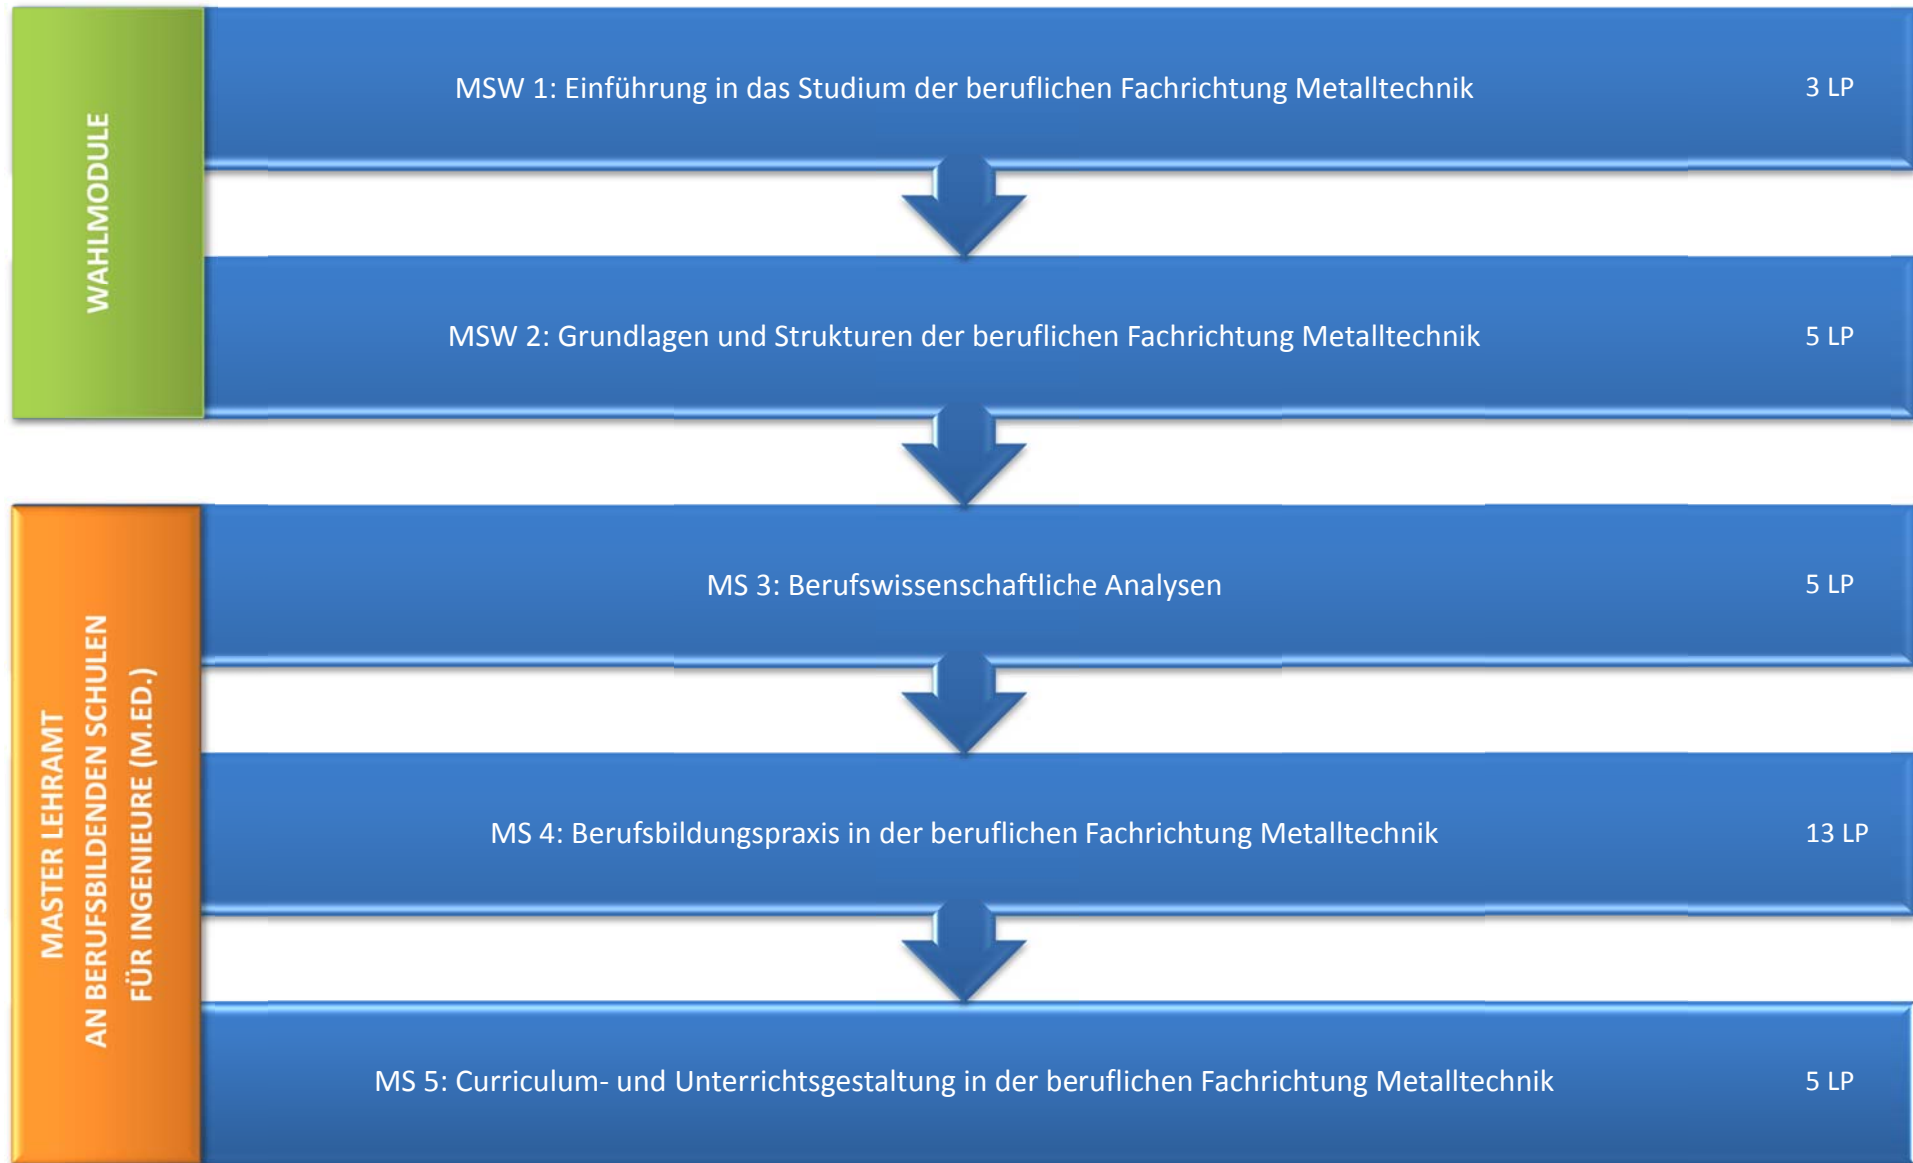 WAHLMODULE
MSW 1: Einführung in das Studium der beruflichen Fachrichtung Metalltechnik 3 LP
MSW 2: Grundlagen und Strukturen der beruflichen Fachrichtung Metalltechnik 5 LP
MASTER LEHRAMT
AN BERUFSBILDENDEN SCHULEN
FÜR INGENIEURE (M.ED.)
MS 3: Berufswissenschaftliche Analysen 5 LP
MS 4: Berufsbildungspraxis in der beruflichen Fachrichtung Metalltechnik 13 LP
MS 5: Curriculum- und Unterrichtsgestaltung in der beruflichen Fachrichtung Metalltechnik 5 LP